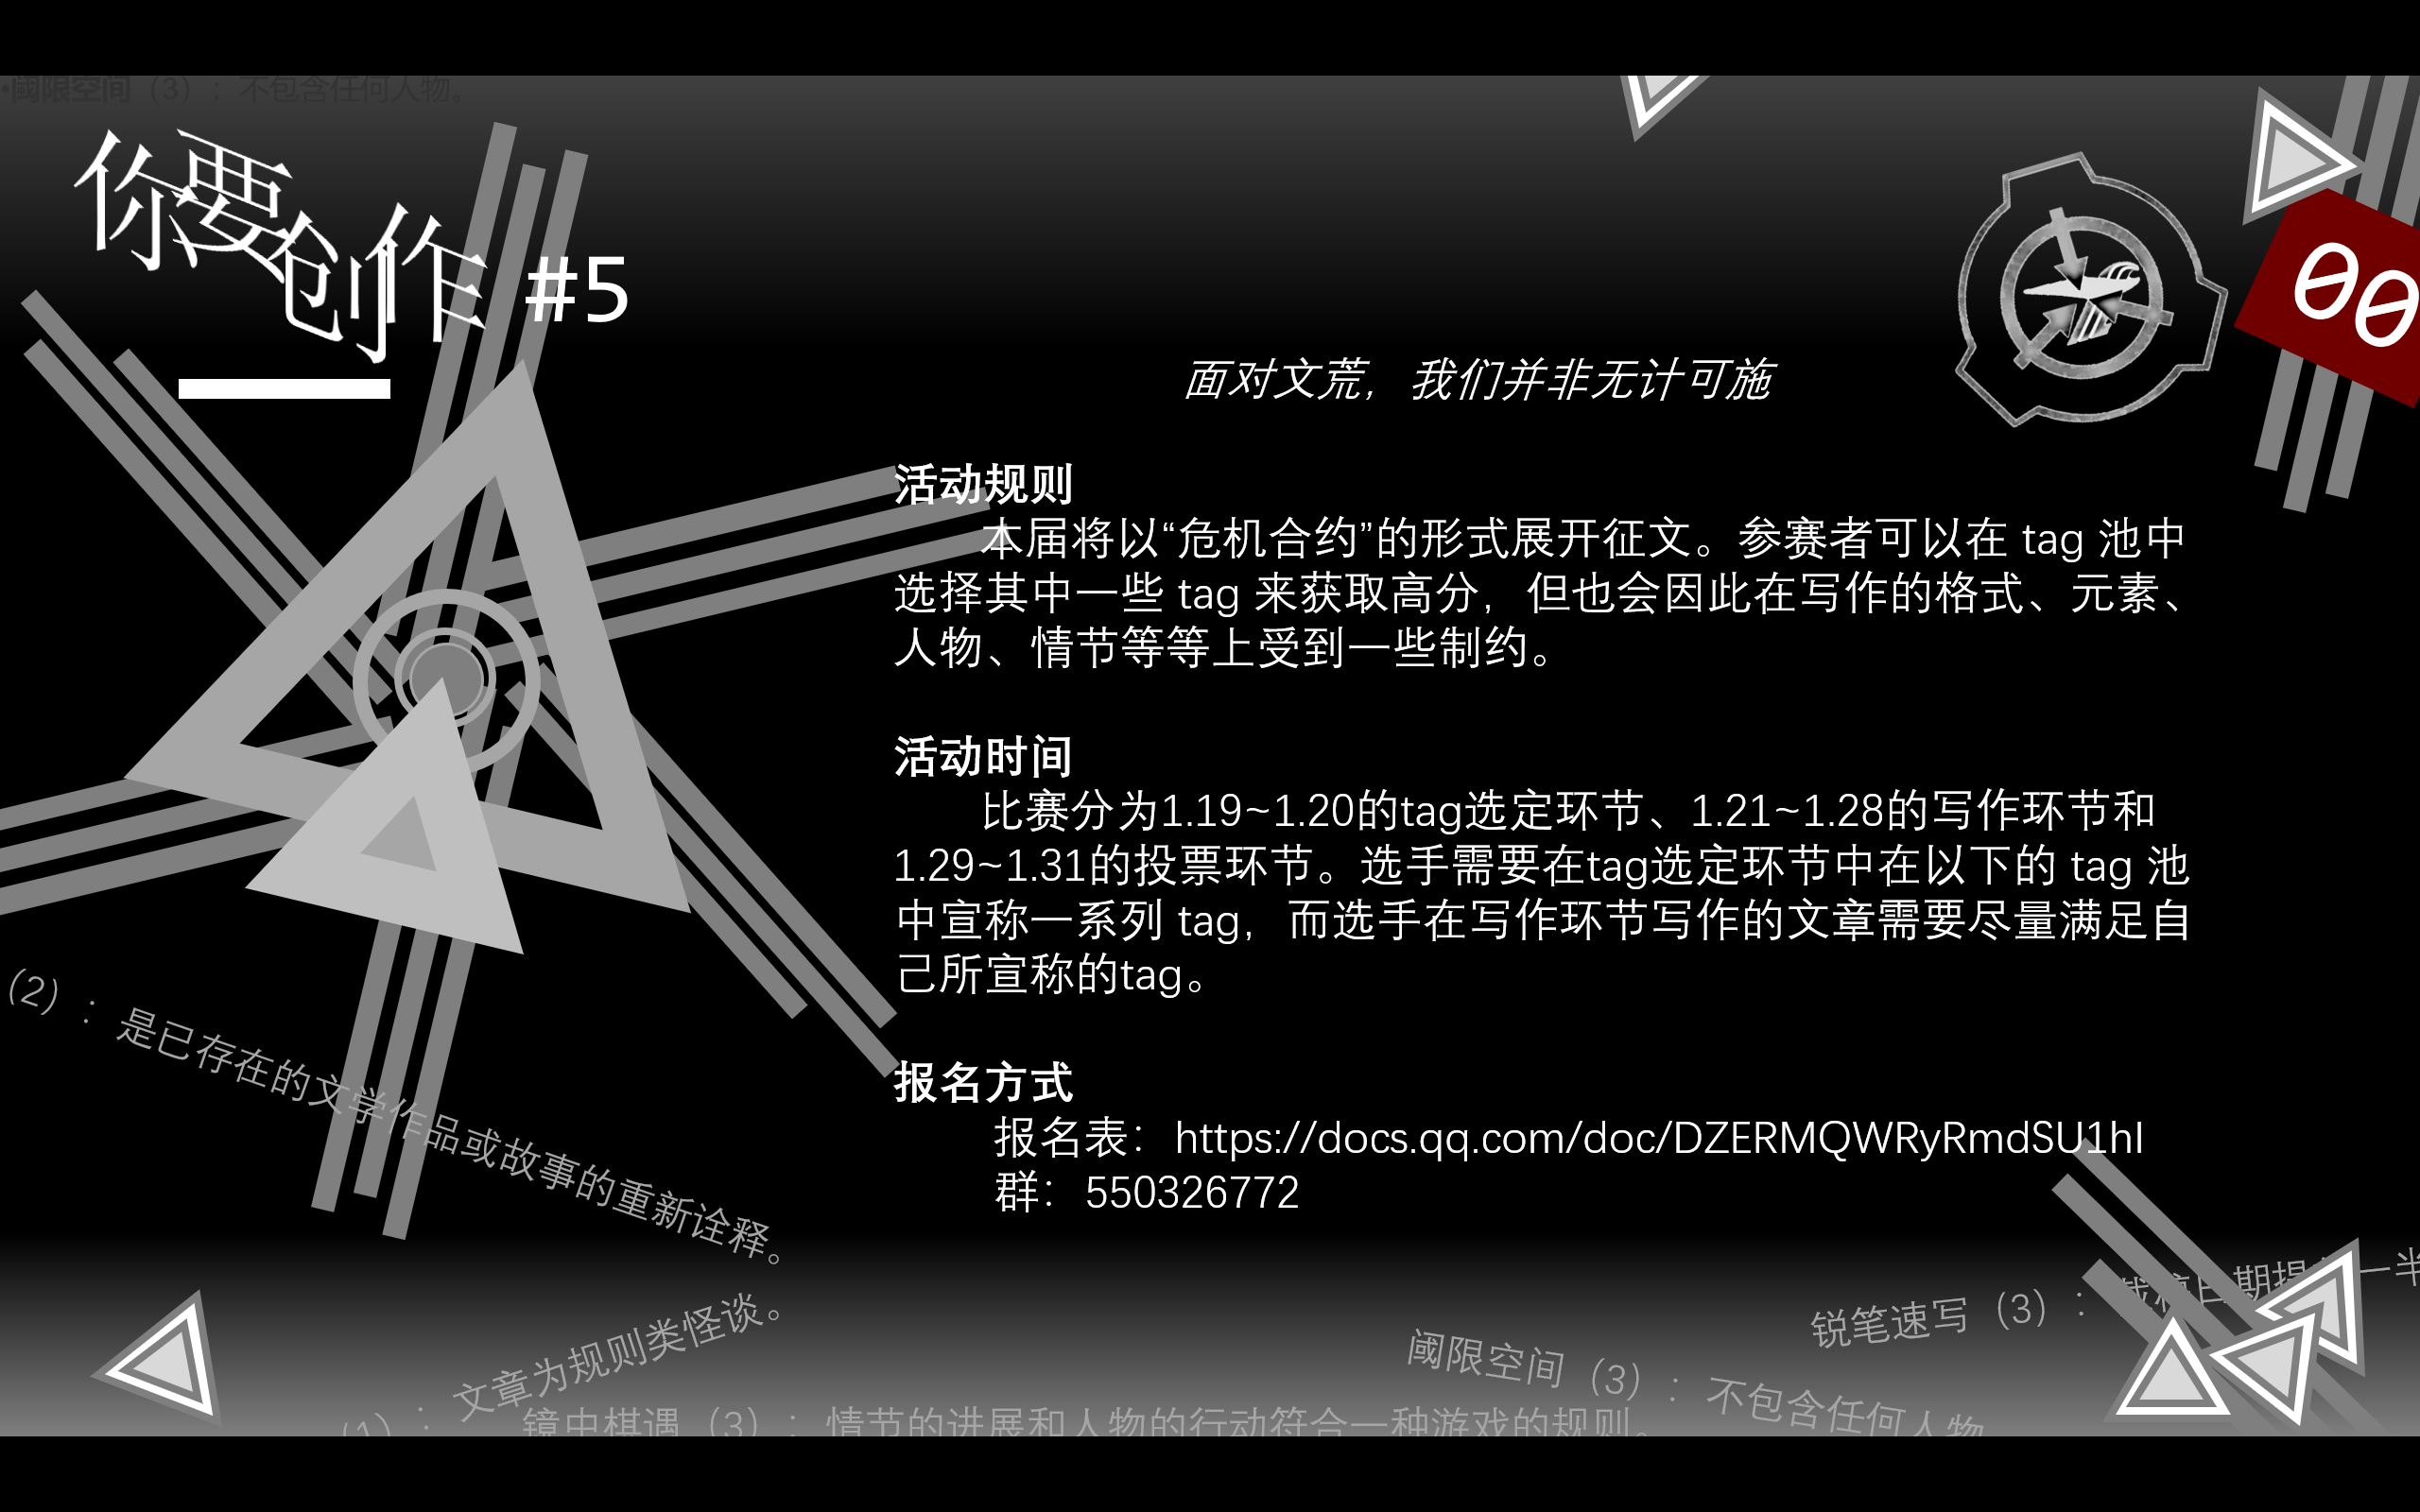 ·阈限空间（3）：不包含任何人物。
你要创作 #5
00
面对文荒，我们并非无计可施
活动规则
本届将以“危机合约”的形式展开征文。参赛者可以在 tag 池中
选择其中一些 tag 来获取高分，但也会因此在写作的格式、元素、
人物、情节等等上受到一些制约。
活动时间
比赛分为1.19~1.20的tag选定环节、1.21~1.28的写作环节和
1.29~1.31的投票环节。选手需要在tag选定环节中在以下的 tag 池
中宣称一系列 tag，而选手在写作环节写作的文章需要尽量满足自
己所宣称的tag。
报名方式
报名表：https://docs.qq.com/doc/DZERMQWRyRmdSU1hl
群：550326772
（2）：是已存在的文学作品或故事的重新诠释。
（1）：文章为规则类怪谈。
镜中棋遇（3）：情节的进展和人物的行动符合一种游戏的规则。
阈限空间（3）：不包含任何人物
锐笔速写（3）：截稿日期提 一半